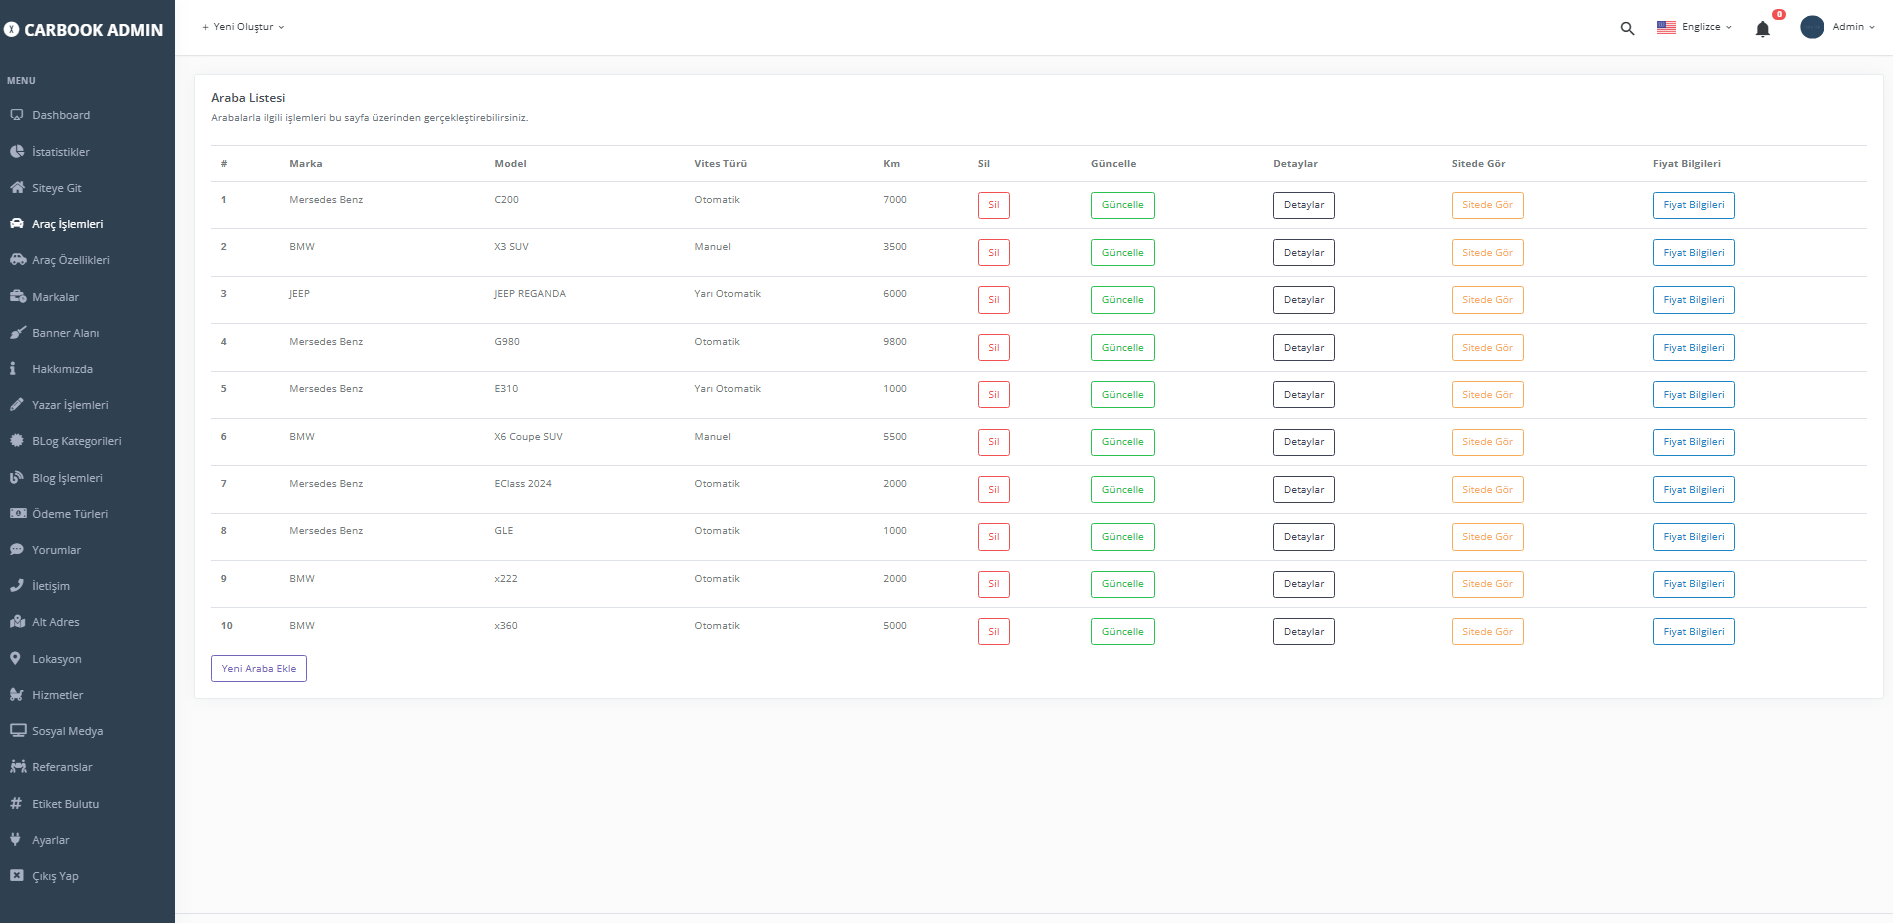 CARBOOK ADMIN
+ Yeni Oluştur
Englizce
0
Admin
MENU
Dashboard
İstatistikler
Siteye Git
Araç İşlemleri
Araç Özellikleri
Markalar
Banner Alanı
Hakkımızda
Yazar İşlemleri
BLog Kategorileri
Blog İşlemleri
Ödeme Türleri
Yorumlar
İletişim
Alt Adres
Lokasyon
Hizmetler
Sosyal Medya
Referanslar
Etiket Bulutu
Ayarlar
Çıkış Yap
Araba Listesi
Arabalarla ilgili işlemleri bu sayfa üzerinden gerçekleştirebilirsiniz.
# Marka Model Vites Türü Km Sil Güncelle Detaylar Sitede Gör Fiyat Bilgileri
1 Mersedes Benz C200 Otomatik 7000 Sil Güncelle Detaylar Sitede Gör Fiyat Bilgileri
2 BMW X3 SUV Manuel 3500 Sil Güncelle Detaylar Sitede Gör Fiyat Bilgileri
3 JEEP JEEP REGANDA Yarı Otomatik 6000 Sil Güncelle Detaylar Sitede Gör Fiyat Bilgileri
4 Mersedes Benz G980 Otomatik 9800 Sil Güncelle Detaylar Sitede Gör Fiyat Bilgileri
5 Mersedes Benz E310 Yarı Otomatik 1000 Sil Güncelle Detaylar Sitede Gör Fiyat Bilgileri
6 BMW X6 Coupe SUV Manuel 5500 Sil Güncelle Detaylar Sitede Gör Fiyat Bilgileri
7 Mersedes Benz EClass 2024 Otomatik 2000 Sil Güncelle Detaylar Sitede Gör Fiyat Bilgileri
8 Mersedes Benz GLE Otomatik 1000 Sil Güncelle Detaylar Sitede Gör Fiyat Bilgileri
9 BMW x222 Otomatik 2000 Sil Güncelle Detaylar Sitede Gör Fiyat Bilgileri
10 BMW x360 Otomatik 5000 Sil Güncelle Detaylar Sitede Gör Fiyat Bilgileri
Yeni Araba Ekle